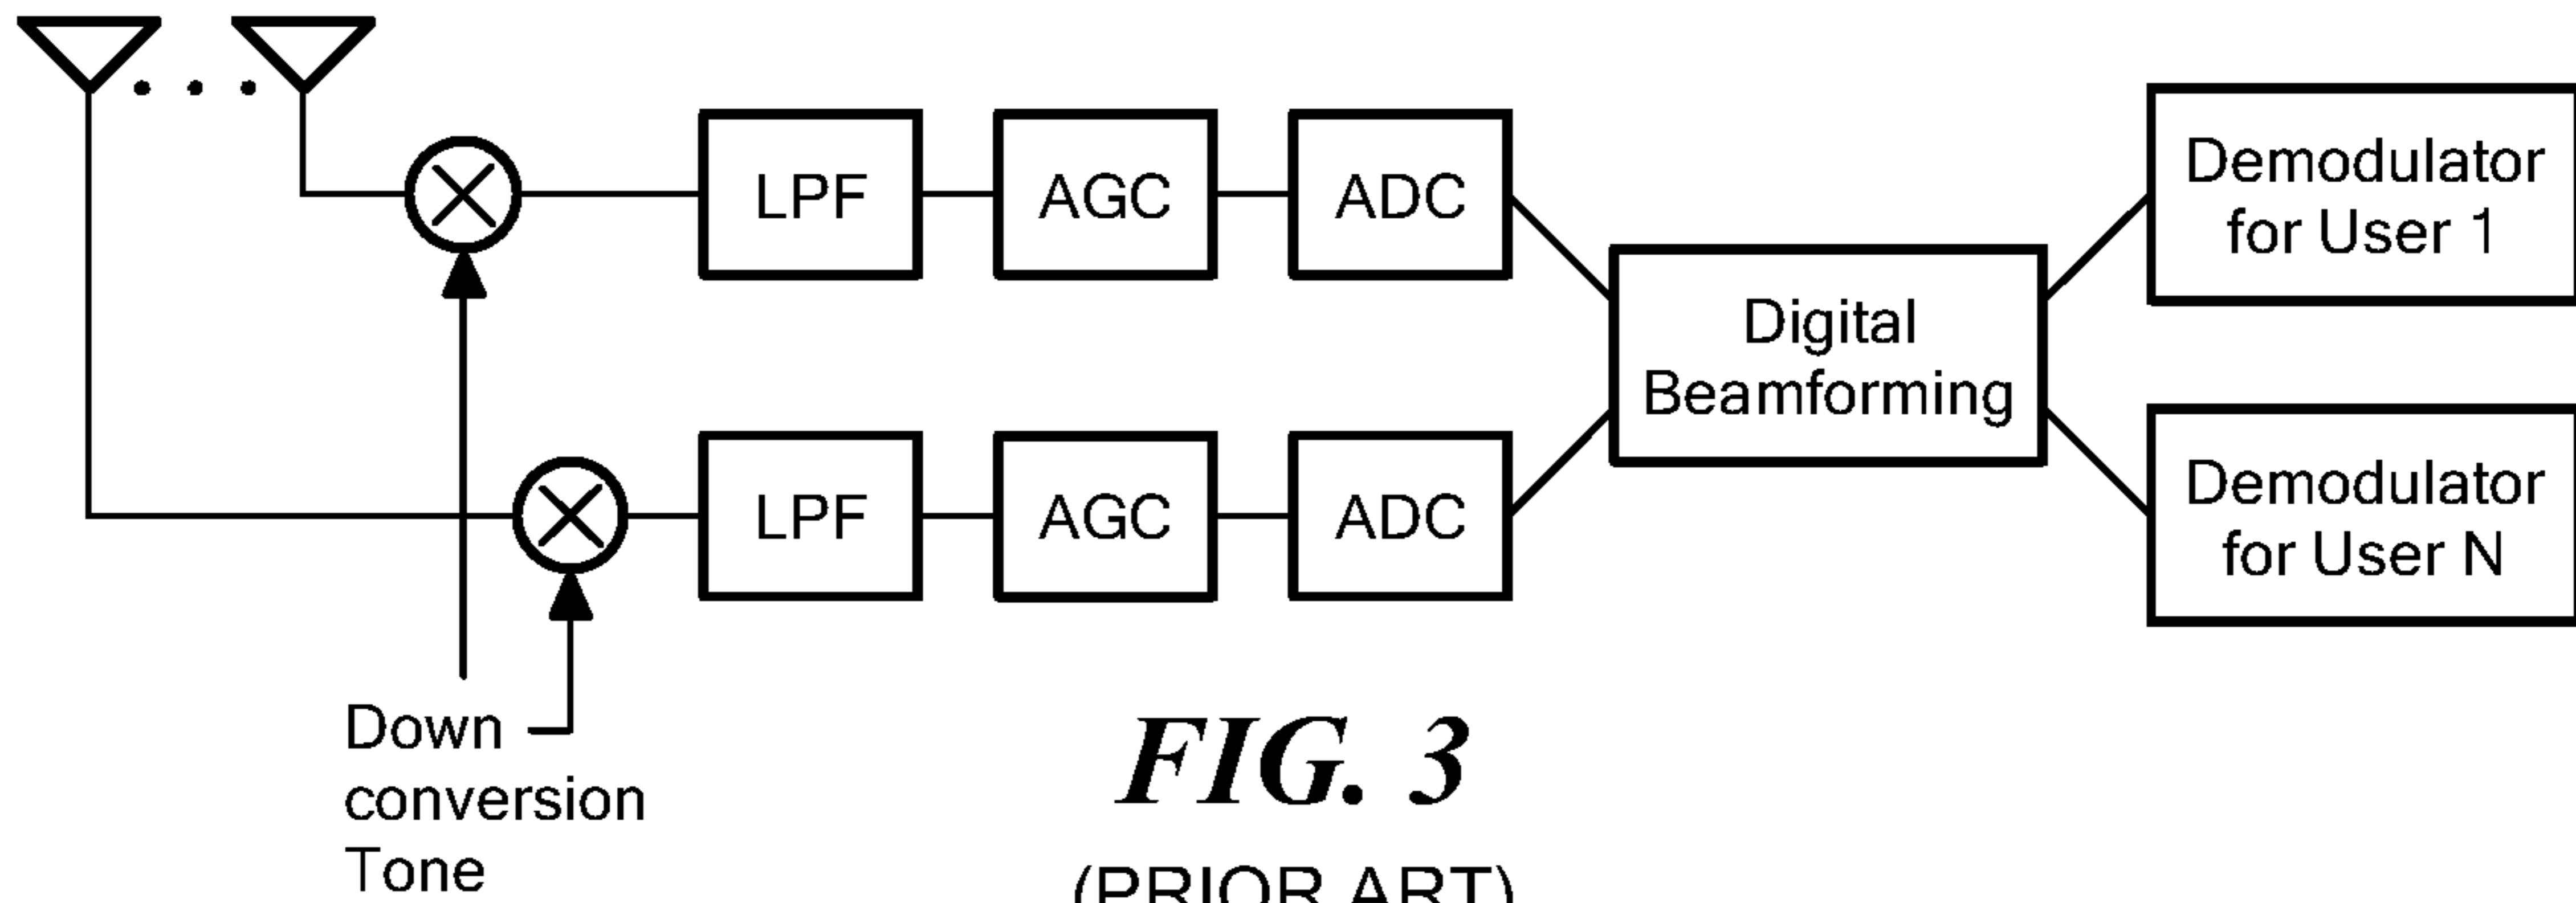 LPF
AGC
ADC
Demodulator
for User 1
Digital
Beamforming
LPF
AGC
ADC
Demodulator
for User N
Down
conversion
Tone
FIG. 3
(PRIOR ART)